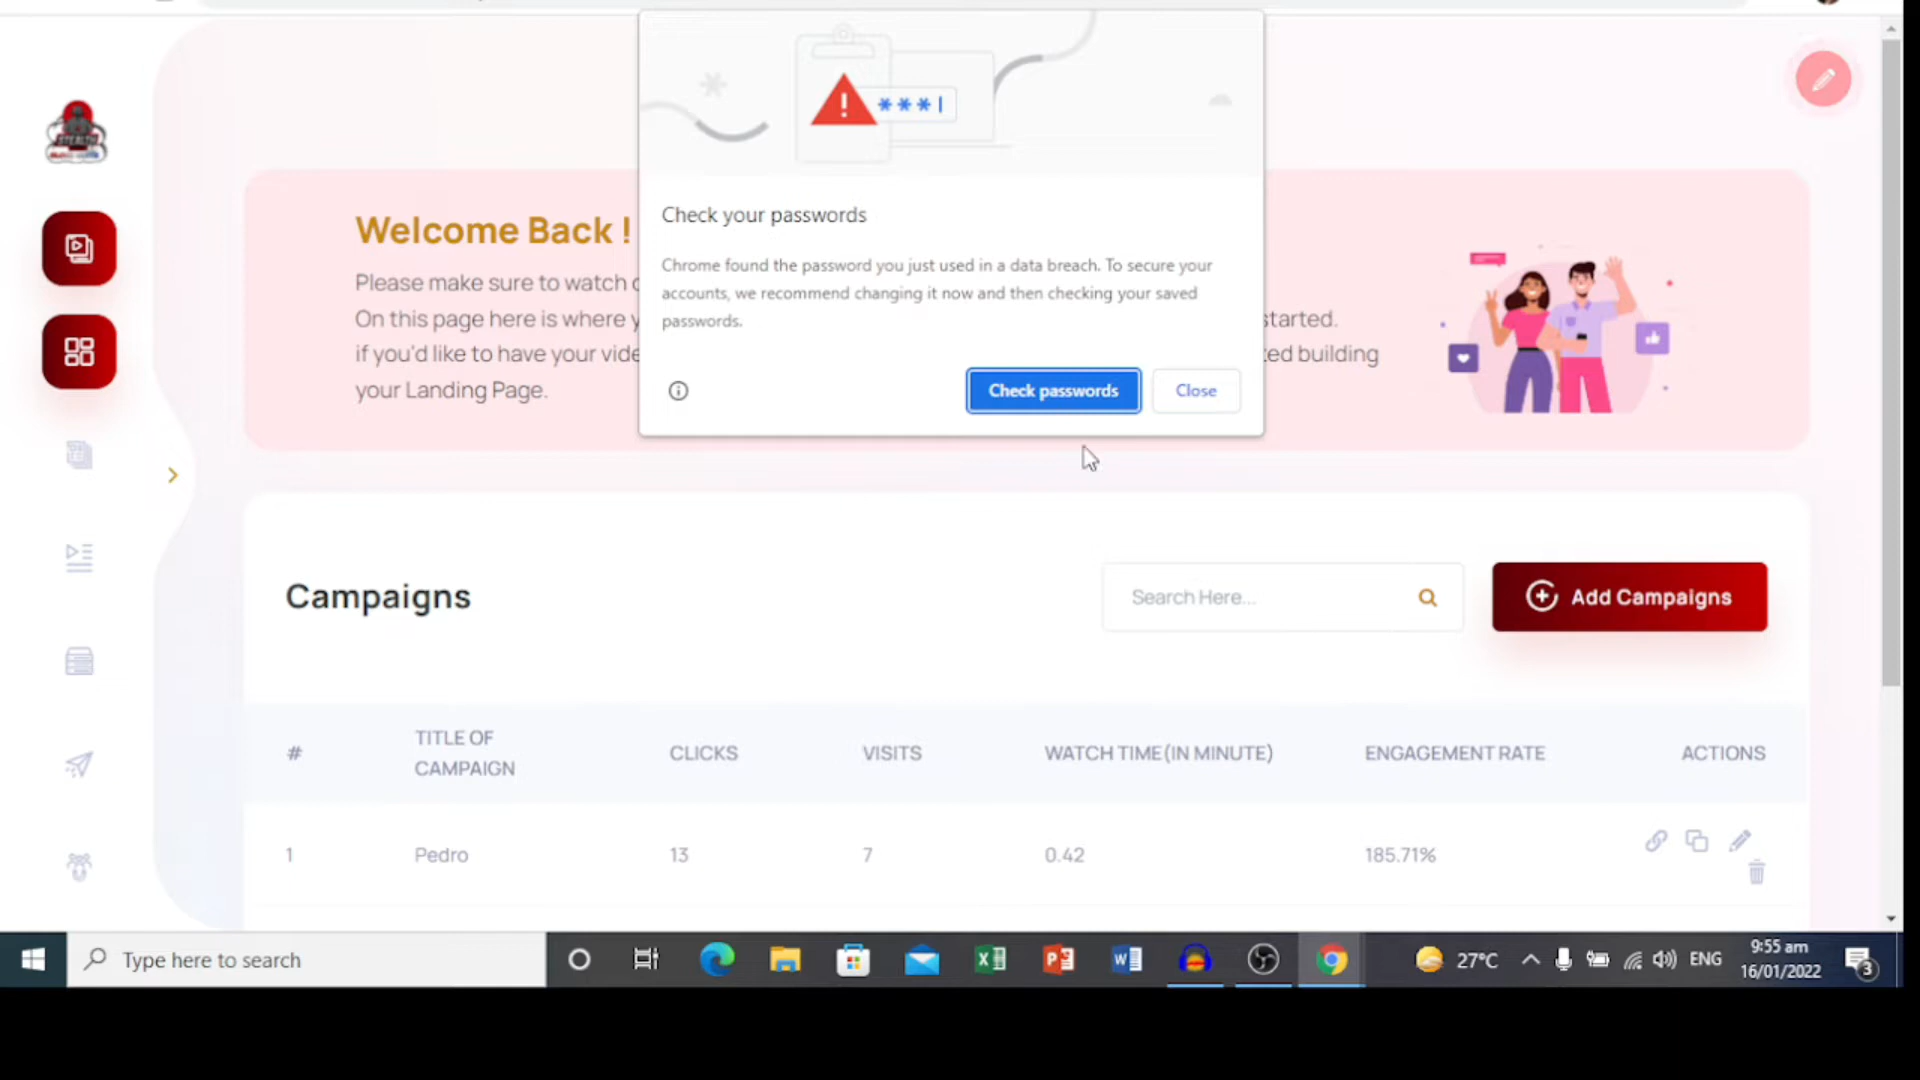 ***|
Check your passwords
Chrome found the password you just used in a data breach. To secure your
accounts, we recommend changing it now and then checking your saved
passwords.
Check passwords
Close
Welcome Back !
Please make sure to watch
On this page here is where
started.
if you'd like to have your
building
your Landing Page.
Campaigns
Search Here...
Add Campaigns
#
TITLE OF
CAMPAIGN
CLICKS
VISITS
WATCH TIME(IN MINUTE)
ENGAGEMENT RATE
ACTIONS
1
Pedro
13
7
0.42
185.71%
Type here to search
27°C
ENG
9:55 am
16/01/2022
3